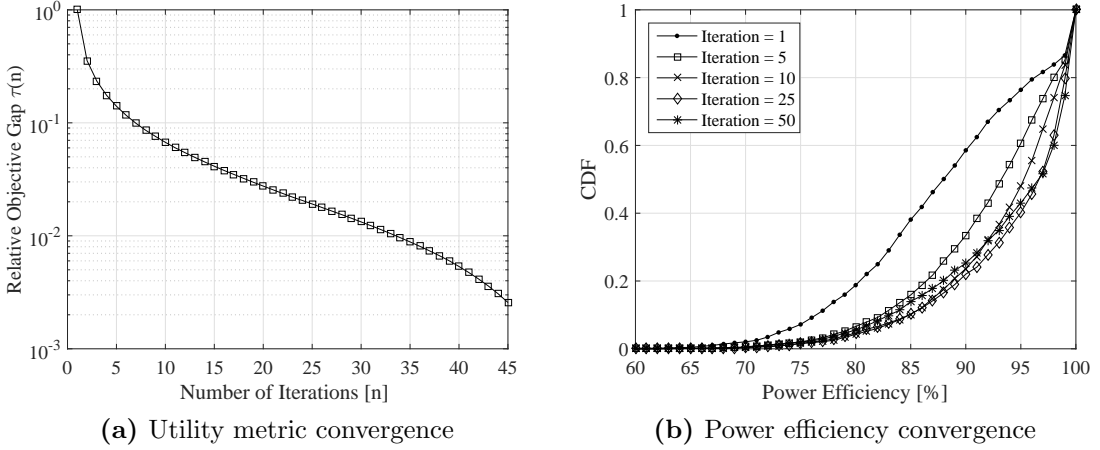 10^0
10^-1
10^-2
10^-3
0 5 10 15 20 25 30 35 40 45
Relative Objective Gap τ(n)
Number of Iterations [n]
(a) Utility metric convergence
1
0.8
0.6
0.4
0.2
0
60 65 70 75 80 85 90 95 100
CDF
Power Efficiency [%]
Iteration = 1
Iteration = 5
Iteration = 10
Iteration = 25
Iteration = 50
(b) Power efficiency convergence